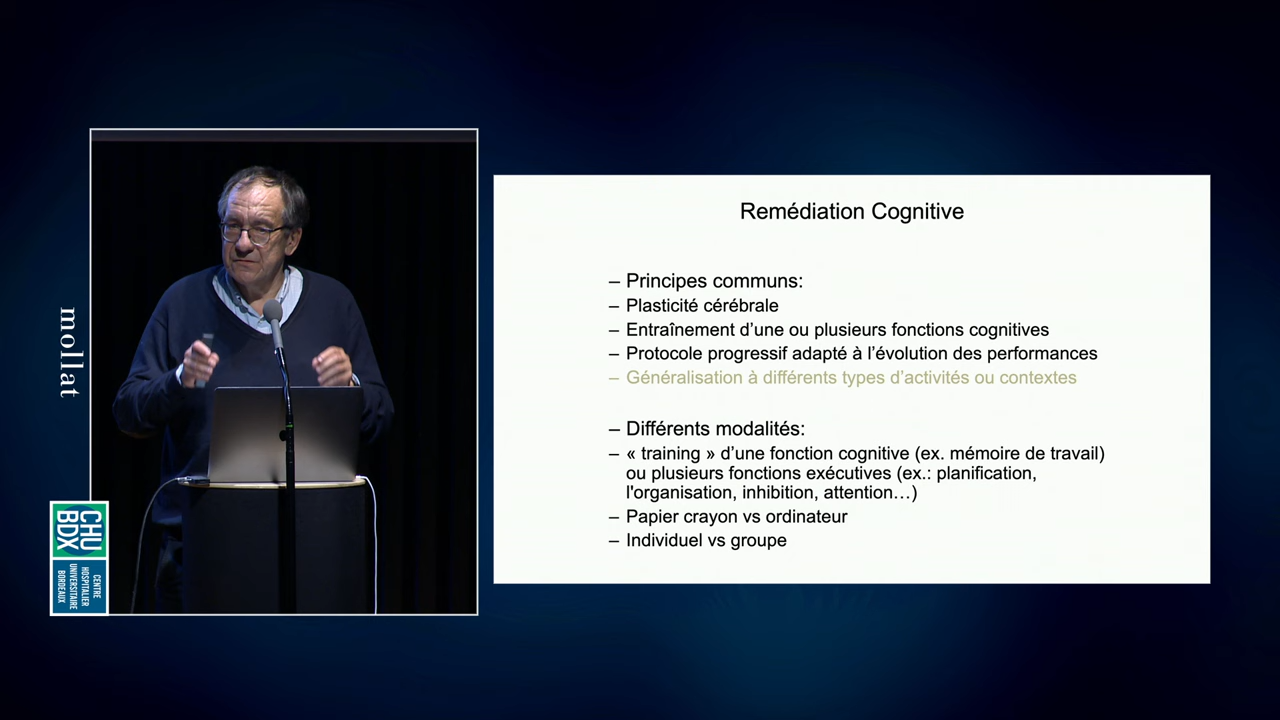 mollat
CHU
BDX
CENTRE
HOSPITALIER
UNIVERSITAIRE
BORDEAUX
Remédiation Cognitive
– Principes communs:
– Plasticité cérébrale
– Entraînement d’une ou plusieurs fonctions cognitives
– Protocole progressif adapté à l’évolution des performances
– Généralisation à différents types d’activités ou contextes
– Différents modalités:
– « training » d’une fonction cognitive (ex. mémoire de travail)
ou plusieurs fonctions exécutives (ex.: planification,
l'organisation, inhibition, attention…)
– Papier crayon vs ordinateur
– Individuel vs groupe